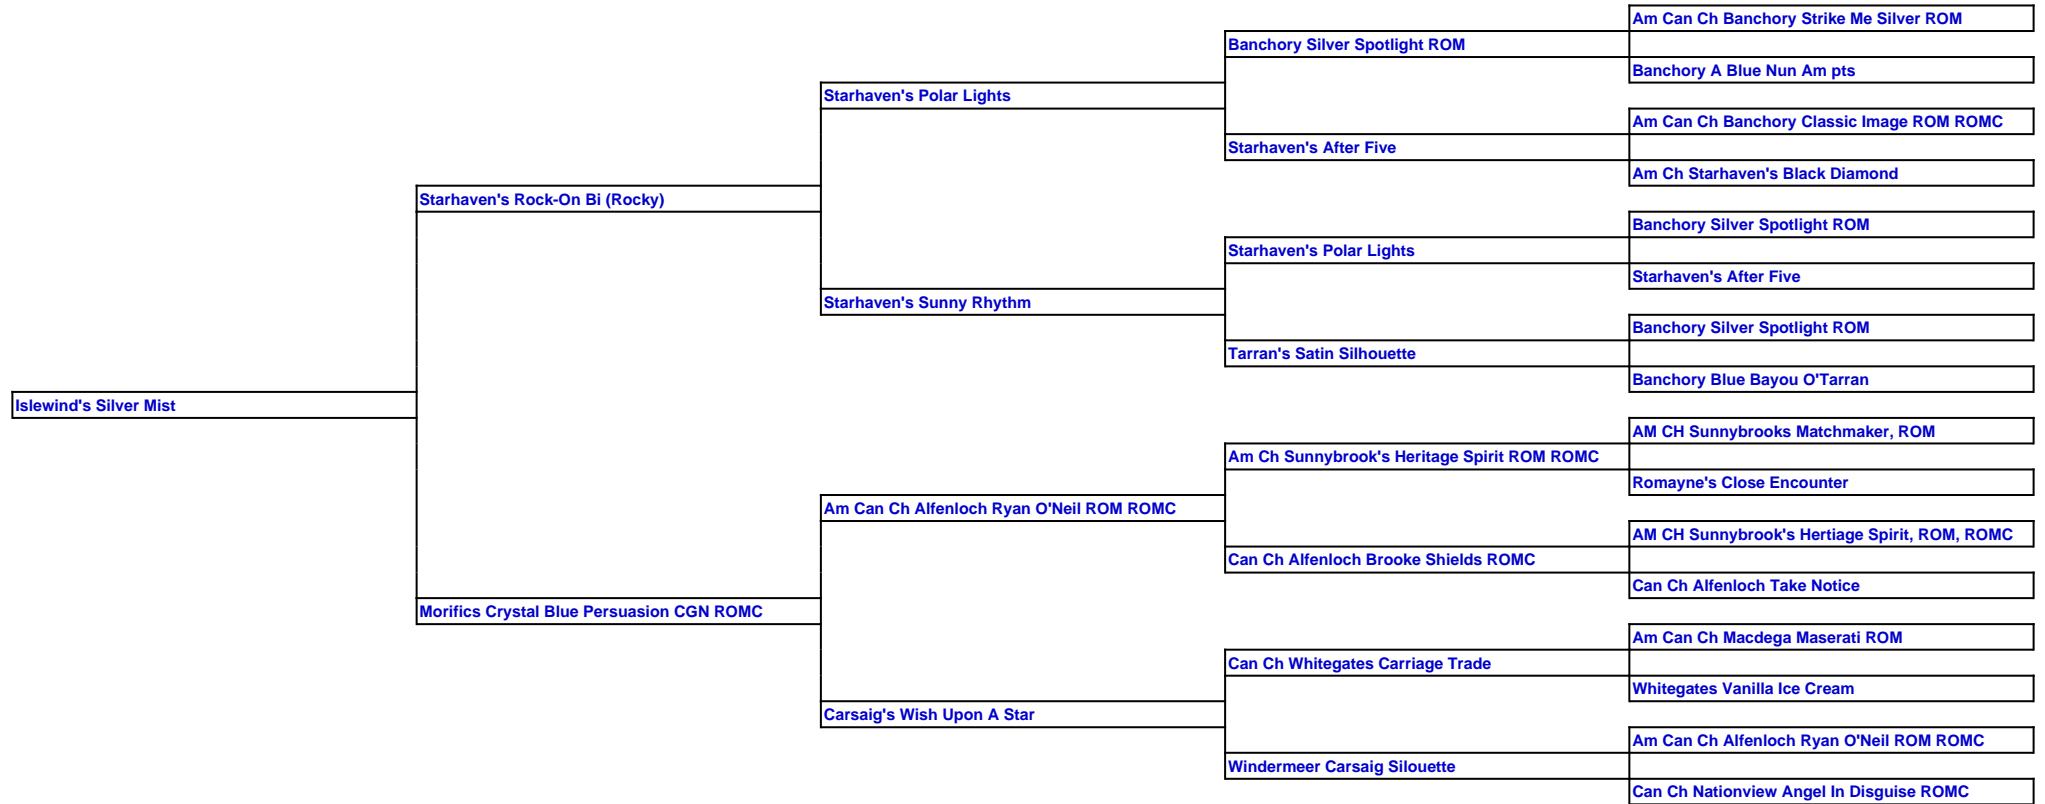 Am Can Ch Banchory Strike Me Silver ROM
Banchory Silver Spotlight ROM
Banchory A Blue Nun Am pts
Starhaven's Polar Lights
Am Can Ch Banchory Classic Image ROM ROMC
Starhaven's After Five
Am Ch Starhaven's Black Diamond
Starhaven's Rock-On Bi (Rocky)
Banchory Silver Spotlight ROM
Starhaven's Polar Lights
Starhaven's After Five
Starhaven's Sunny Rhythm
Banchory Silver Spotlight ROM
Tarran's Satin Silhouette
Banchory Blue Bayou O'Tarran
Islewind's Silver Mist
AM CH Sunnybrooks Matchmaker, ROM
Am Ch Sunnybrook's Heritage Spirit ROM ROMC
Romayne's Close Encounter
Am Can Ch Alfenloch Ryan O'Neil ROM ROMC
AM CH Sunnybrook's Hertiage Spirit, ROM, ROMC
Can Ch Alfenloch Brooke Shields ROMC
Can Ch Alfenloch Take Notice
Morifics Crystal Blue Persuasion CGN ROMC
Am Can Ch Macdega Maserati ROM
Can Ch Whitegates Carriage Trade
Whitegates Vanilla Ice Cream
Carsaig's Wish Upon A Star
Am Can Ch Alfenloch Ryan O'Neil ROM ROMC
Windermeer Carsaig Silouette
Can Ch Nationview Angel In Disguise ROMC